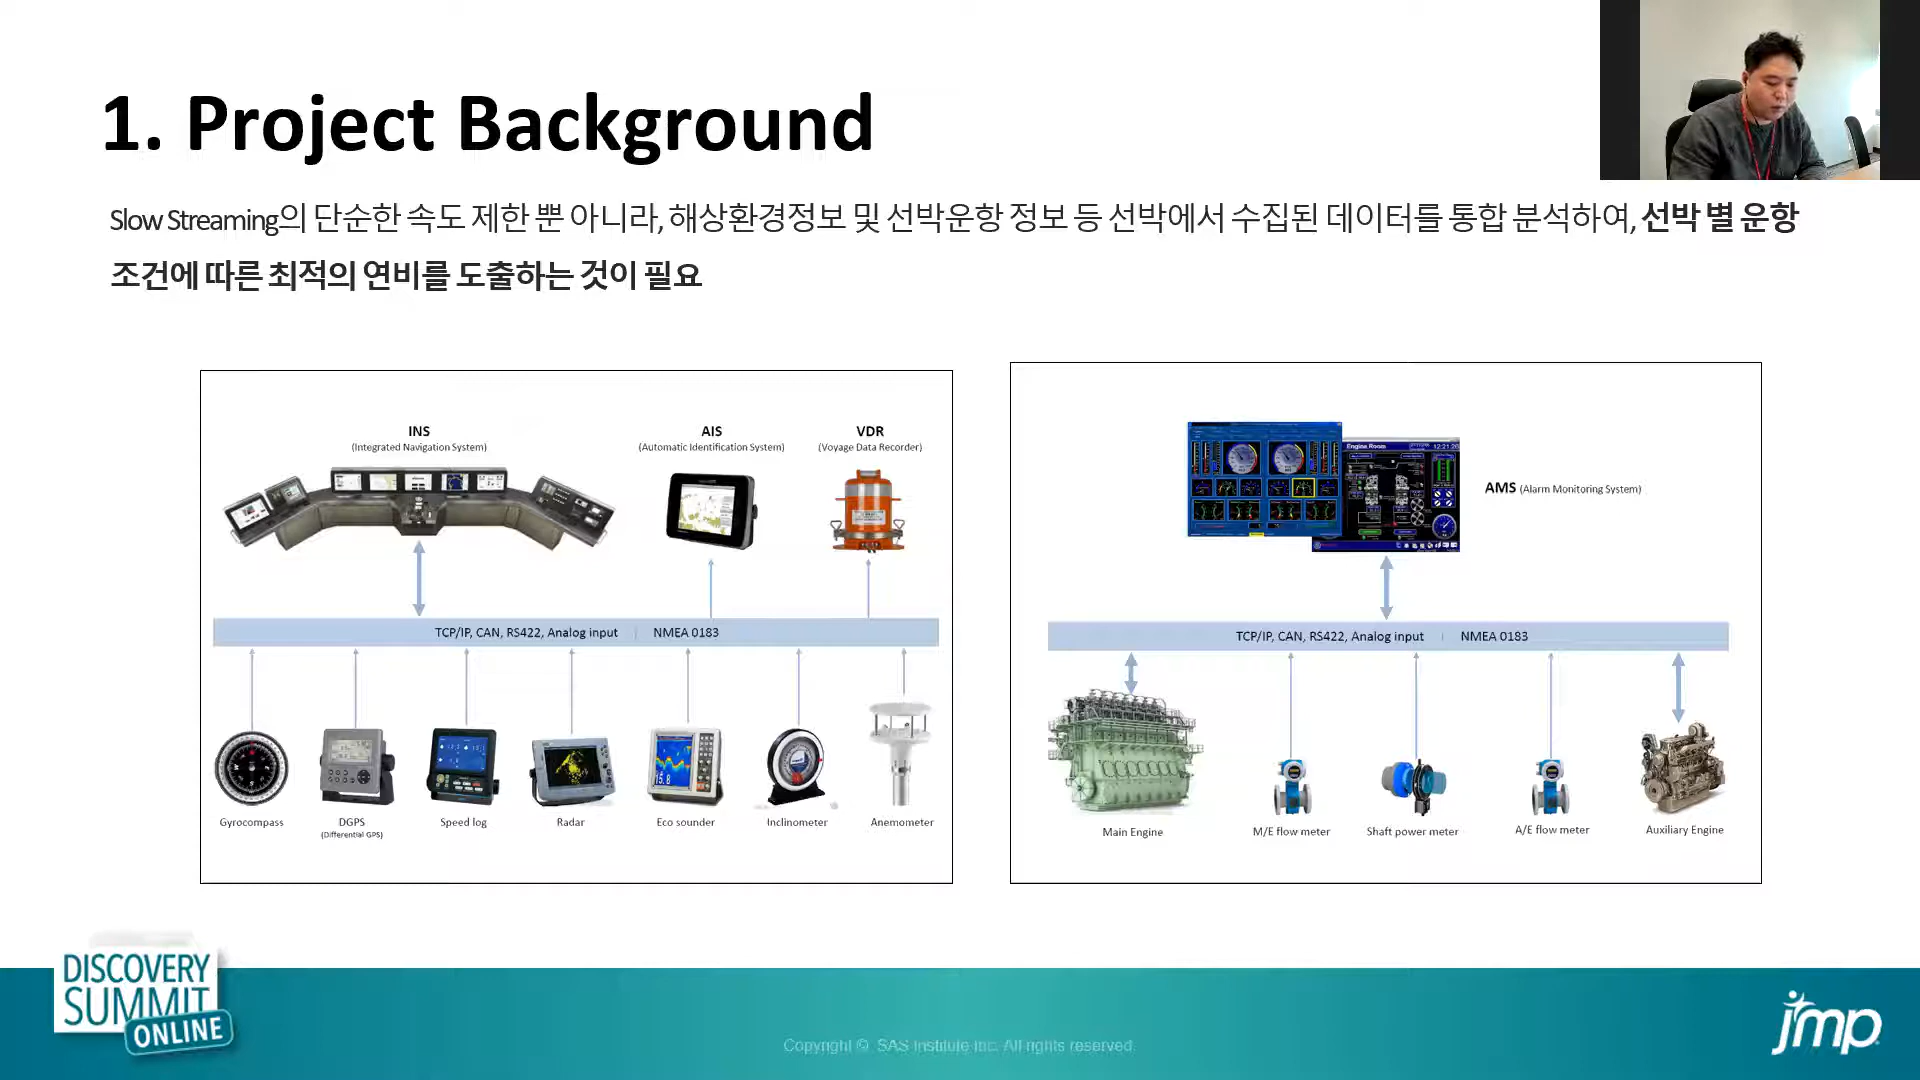 1. Project Background
Slow Streaming의 단순한 속도 제한 뿐 아니라, 해상환경정보 및 선박운항 정보 등 선박에서 수집된 데이터를 통합 분석하여, 선박 별 운항
조건에 따른 최적의 연비를 도출하는 것이 필요
INS
(Integrated Navigation System)
AIS
(Automatic Identification System)
VDR
(Voyage Data Recorder)
TCP/IP, CAN, RS422, Analog input | NMEA 0183
Gyrocompass
DGPS
(Differential GPS)
Speed log
Radar
15.8
Eco sounder
Inclinometer
Anemometer
Engine Room
12:21:20
AMS (Alarm Monitoring System)
TCP/IP, CAN, RS422, Analog input | NMEA 0183
Main Engine
M/E flow meter
Shaft power meter
A/E flow meter
Auxiliary Engine
DISCOVERY
SUMMIT
ONLINE
Copyright © SAS Institute Inc. All rights reserved.
jmp